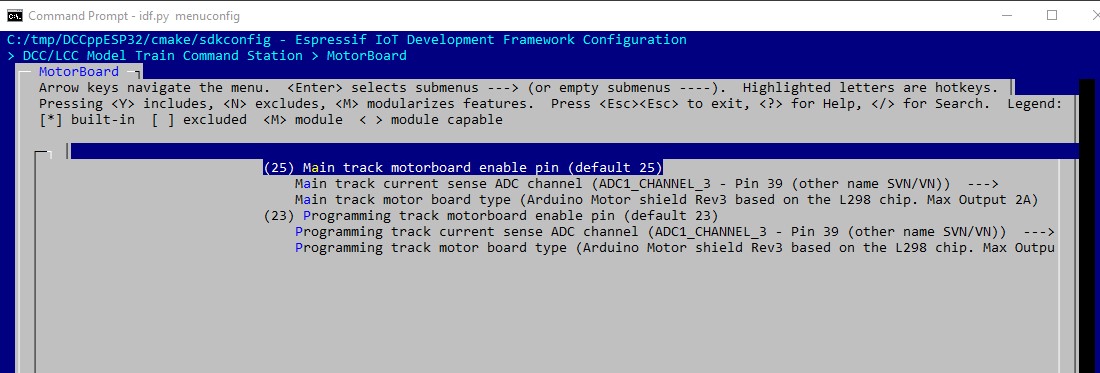 Command Prompt - idf.py menuconfig
C:/tmp/DCCppESP32/cmake/sdkconfig - Espressif IoT Development Framework Configuration
> DCC/LCC Model Train Command Station > MotorBoard
MotorBoard
Arrow keys navigate the menu. <Enter> selects submenus ---> (or empty submenus ----). Highlighted letters are hotkeys.
Pressing <Y> includes, <N> excludes, <M> modularizes features. Press <Esc><Esc> to exit, <?> for Help, </> for Search. Legend:
[*] built-in [ ] excluded <M> module < > module capable
(25) Main track motorboard enable pin (default 25)
Main track current sense ADC channel (ADC1_CHANNEL_3 - Pin 39 (other name SVN/VN)) --->
Main track motor board type (Arduino Motor shield Rev3 based on the L298 chip. Max Output 2A)
(23) Programming track motorboard enable pin (default 23)
Programming track current sense ADC channel (ADC1_CHANNEL_3 - Pin 39 (other name SVN/VN)) --->
Programming track motor board type (Arduino Motor shield Rev3 based on the L298 chip. Max Outpu